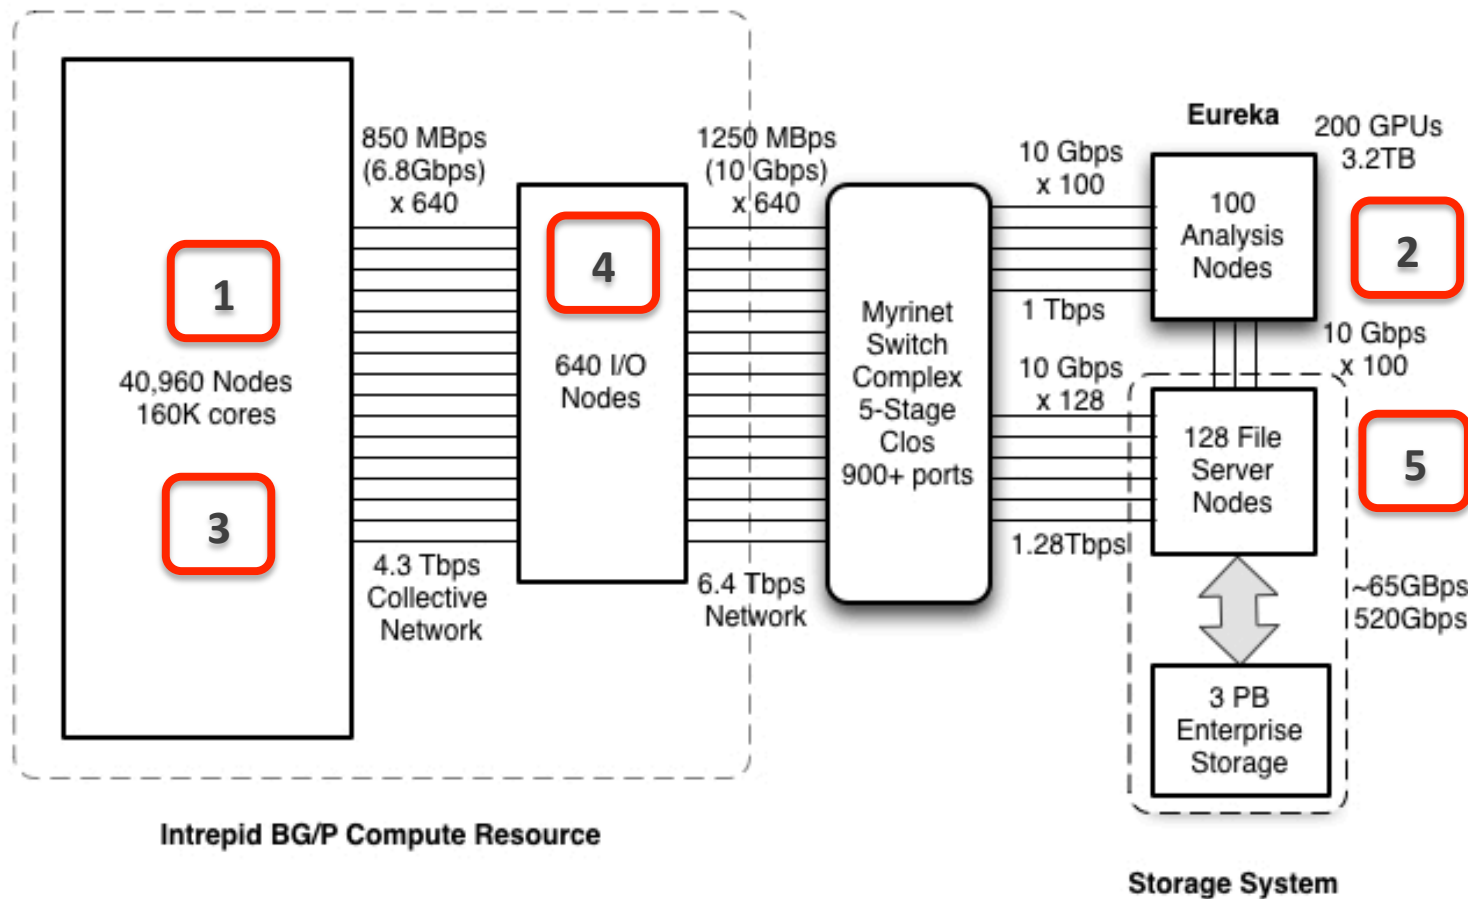 1
40,960 Nodes
160K cores
3
850 MBps
(6.8Gbps)
x 640
4.3 Tbps
Collective
Network
4
640 I/O
Nodes
1250 MBps
(10 Gbps)
x 640
6.4 Tbps
Network
Myrinet
Switch
Complex
5-Stage
Clos
900+ ports
10 Gbps
x 100
1 Tbps
10 Gbps
x 128
1.28Tbps
Eureka
200 GPUs
3.2TB
100
Analysis
Nodes
2
10 Gbps
x 100
128 File
Server
Nodes
5
~65GBps
520Gbps
3 PB
Enterprise
Storage
Intrepid BG/P Compute Resource
Storage System